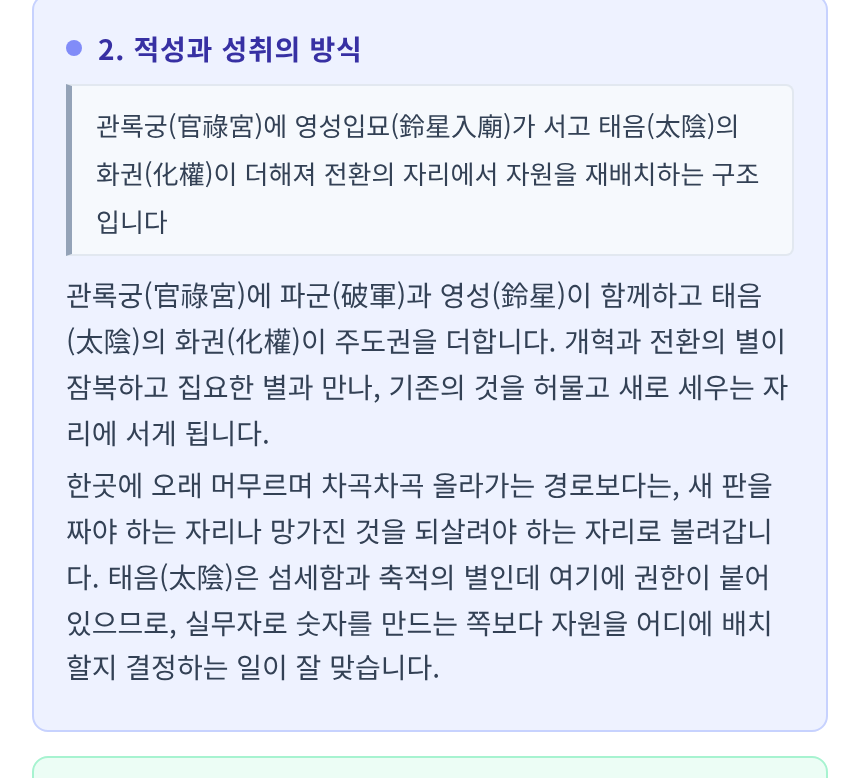 2. 적성과 성취의 방식
관록궁(官祿宮)에 영성입묘(鈴星入廟)가 서고 태음(太陰)의
화권(化權)이 더해져 전환의 자리에서 자원을 재배치하는 구조
입니다
관록궁(官祿宮)에 파군(破軍)과 영성(鈴星)이 함께하고 태음
(太陰)의 화권(化權)이 주도권을 더합니다. 개혁과 전환의 별이
잠복하고 집요한 별과 만나, 기존의 것을 허물고 새로 세우는 자
리에 서게 됩니다.
한곳에 오래 머무르며 차곡차곡 올라가는 경로보다는, 새 판을
짜야 하는 자리나 망가진 것을 되살려야 하는 자리로 불려갑니
다. 태음(太陰)은 섬세함과 축적의 별인데 여기에 권한이 붙어
있으므로, 실무자로 숫자를 만드는 쪽보다 자원을 어디에 배치
할지 결정하는 일이 잘 맞습니다.